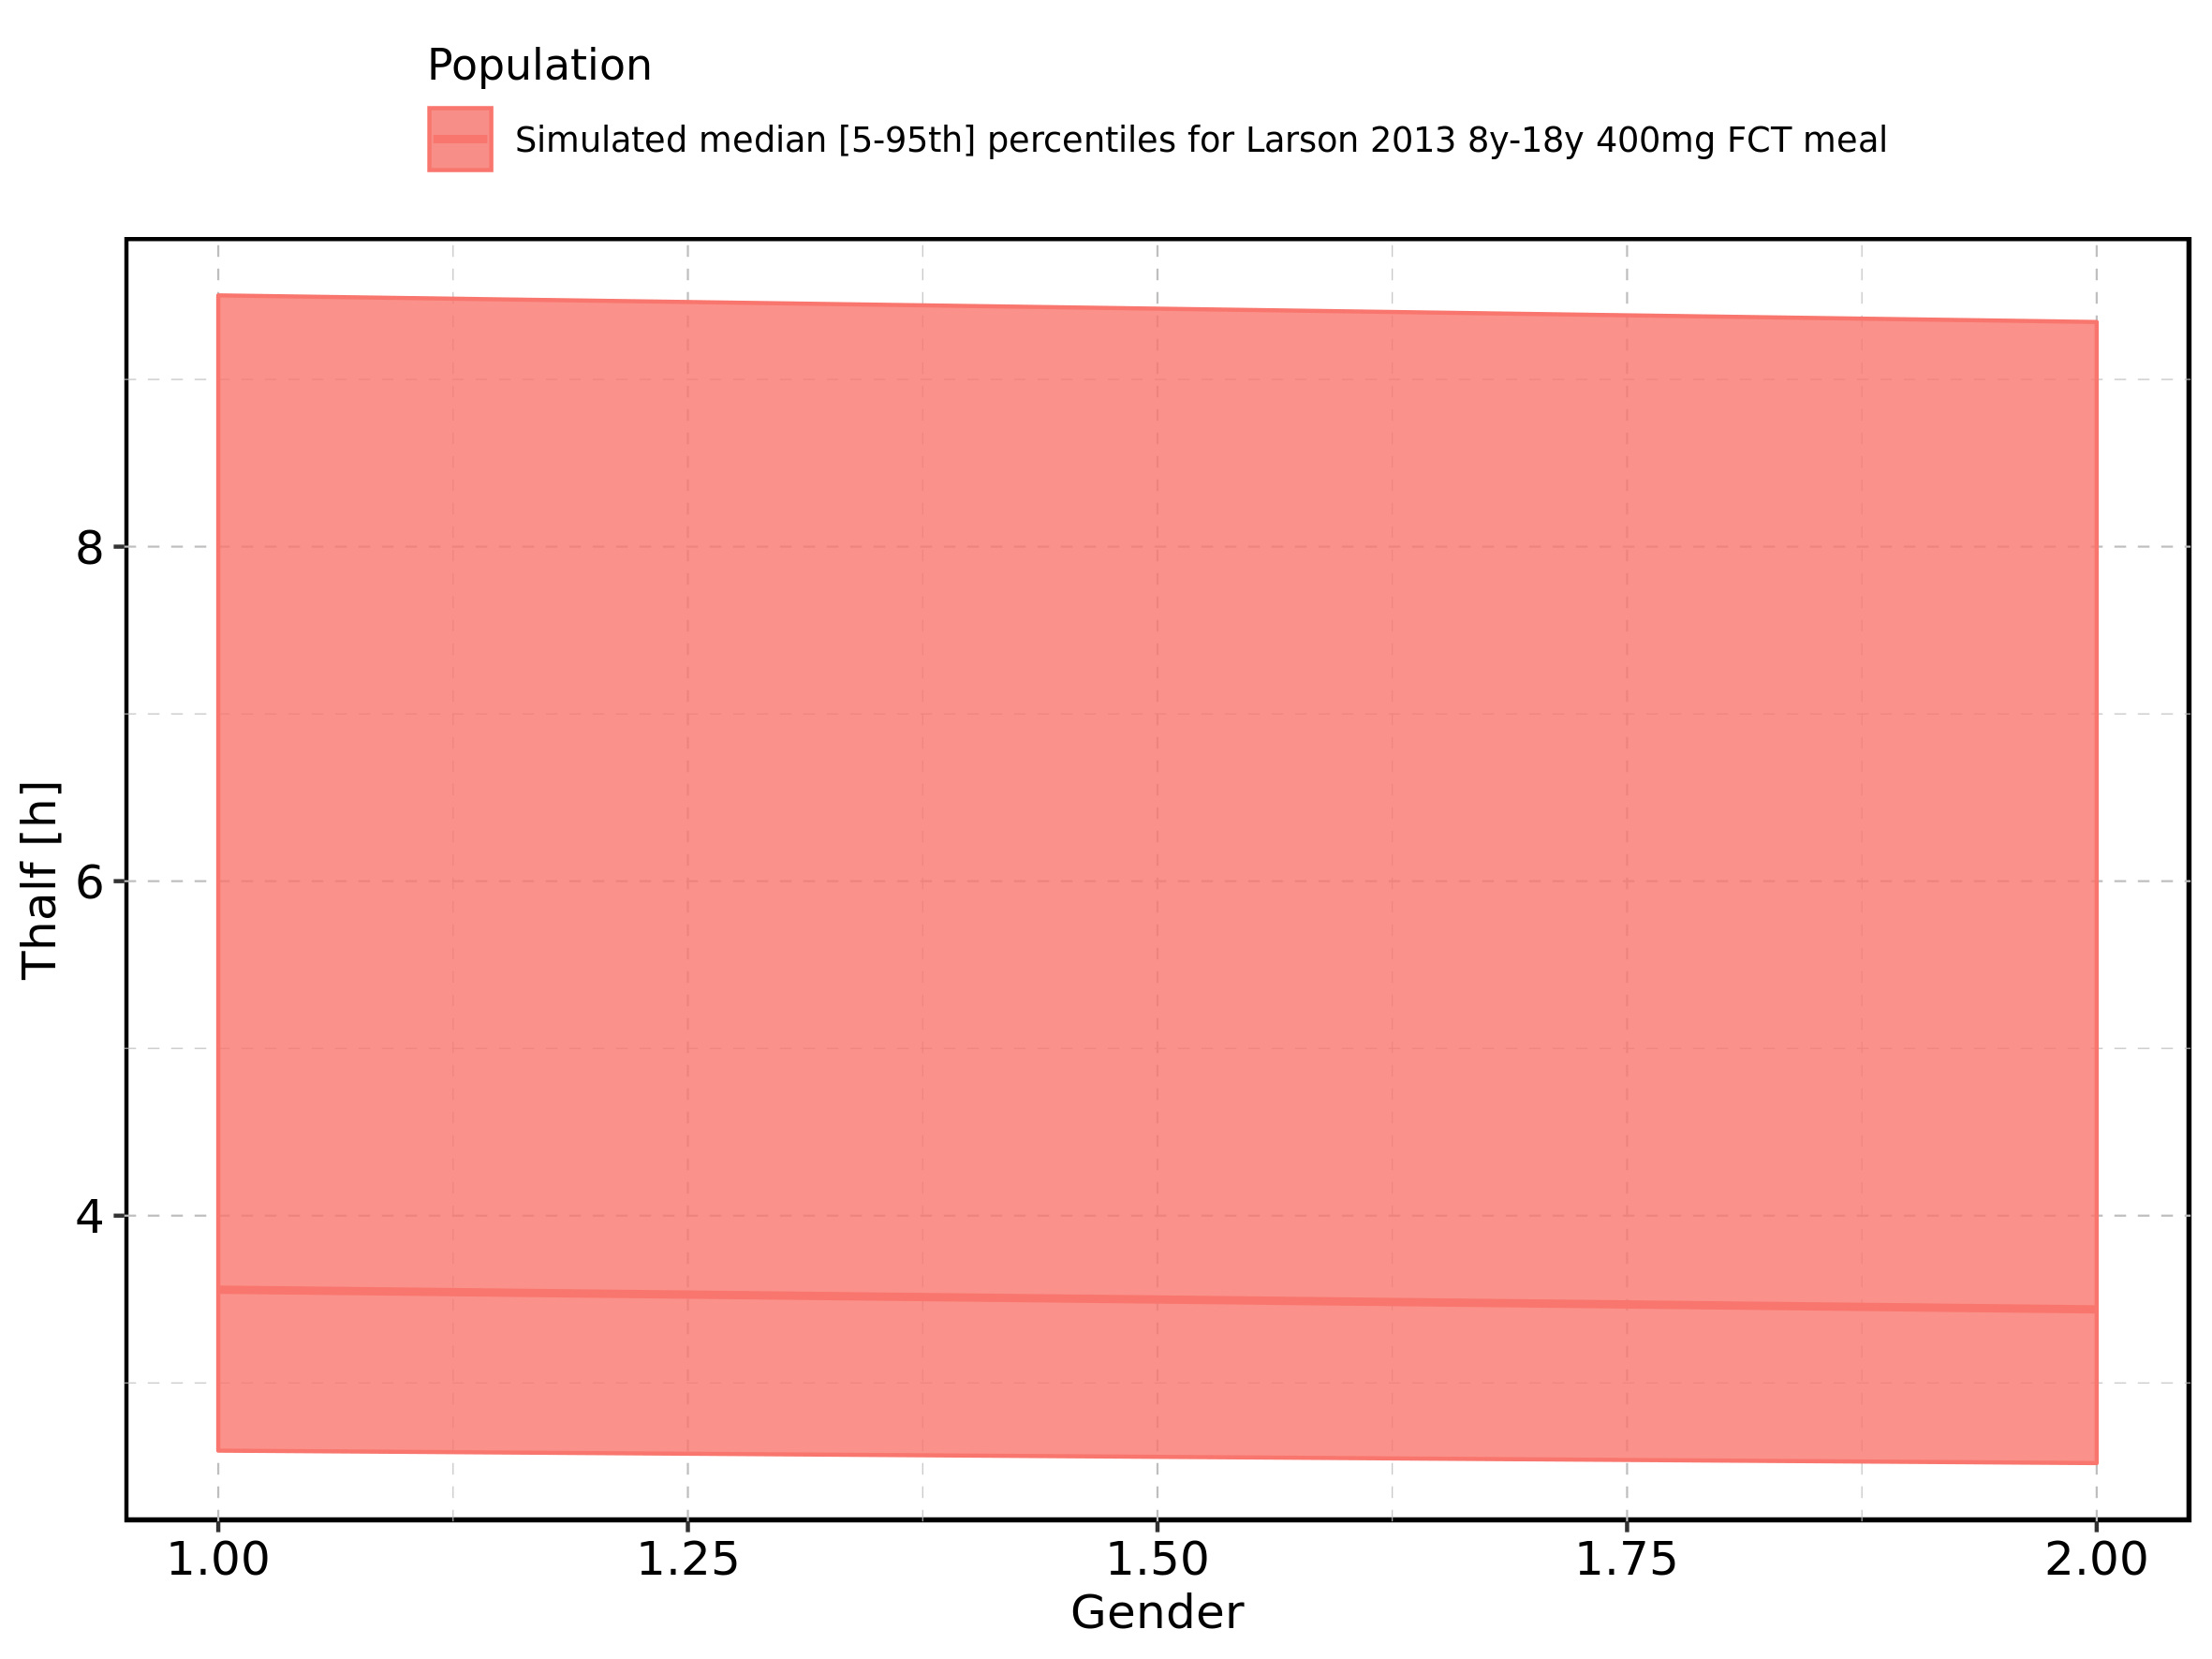 Population
Simulated median [5-95th] percentiles for Larson 2013 8y-18y 400mg FCT meal
Thalf [h]
8
6
4
1.00 1.25 1.50 1.75 2.00
Gender